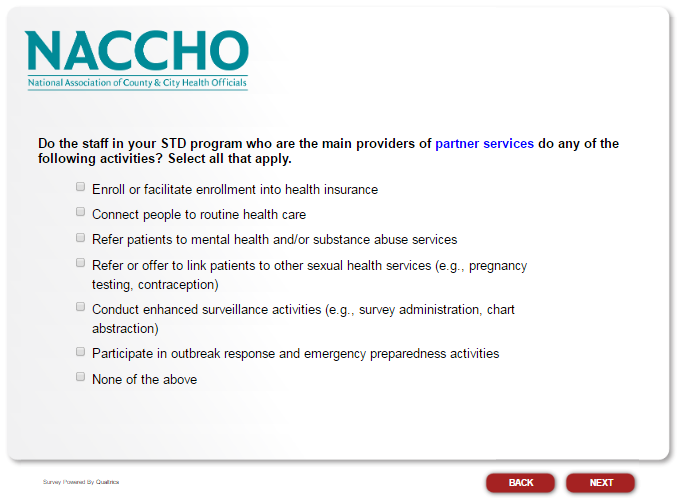 NACCHO
National Association of County & City Health Officials
Do the staff in your STD program who are the main providers of partner services do any of the
following activities? Select all that apply.
Enroll or facilitate enrollment into health insurance
Connect people to routine health care
Refer patients to mental health and/or substance abuse services
Refer or offer to link patients to other sexual health services (e.g., pregnancy
testing, contraception)
Conduct enhanced surveillance activities (e.g., survey administration, chart
abstraction)
Participate in outbreak response and emergency preparedness activities
None of the above
Survey Powered By Qualtrics
BACK NEXT